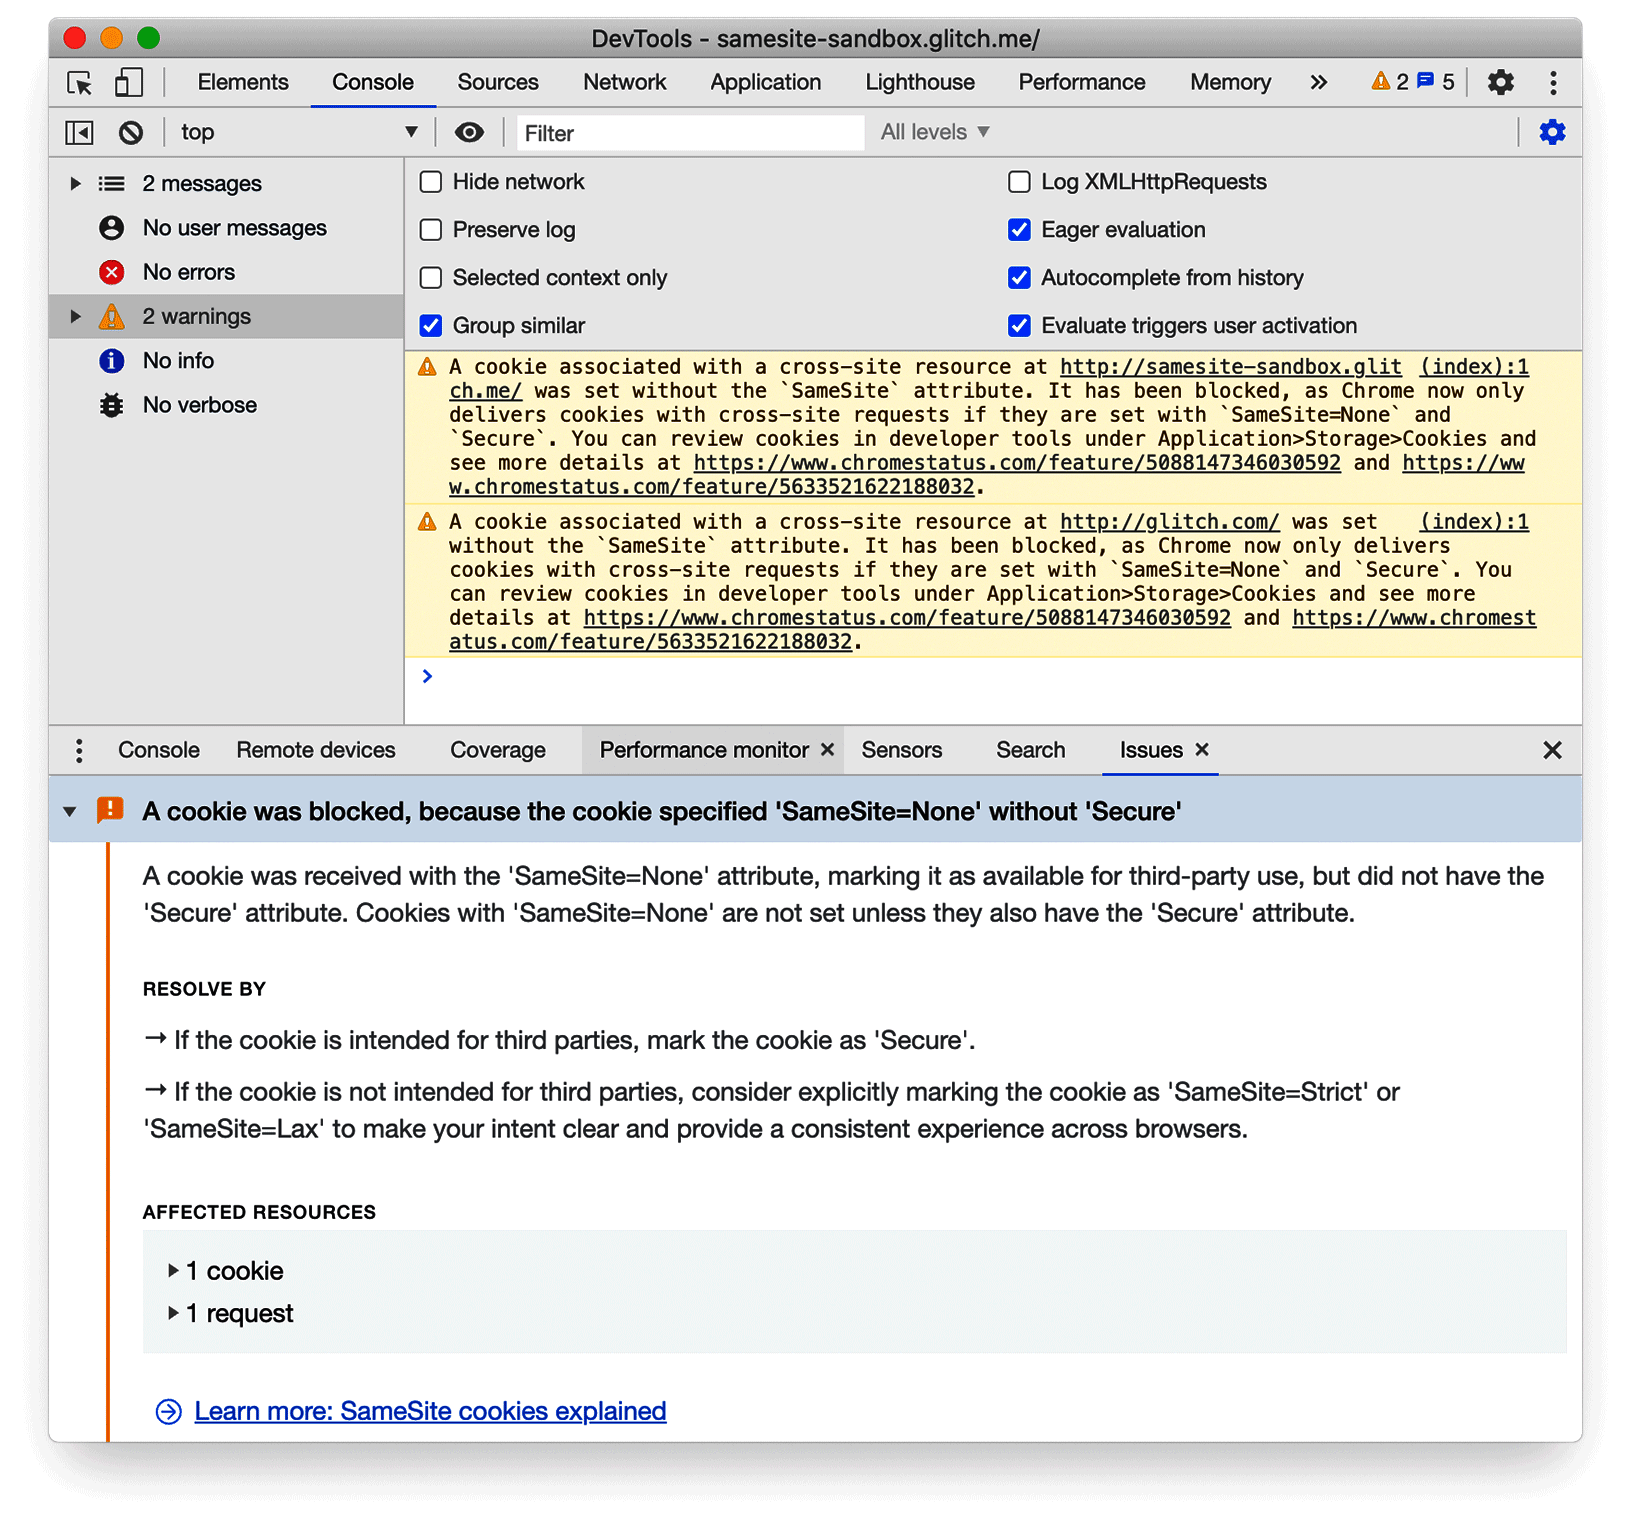 DevTools - samesite-sandbox.glitch.me/
Elements Console Sources Network Application Lighthouse Performance Memory » 2 5
top Filter All levels
2 messages
No user messages
No errors
2 warnings
No info
No verbose
Hide network Log XMLHttpRequests
Preserve log Eager evaluation
Selected context only Autocomplete from history
Group similar Evaluate triggers user activation
A cookie associated with a cross-site resource at http://samesite-sandbox.glit (index):1
ch.me/ was set without the `SameSite` attribute. It has been blocked, as Chrome now only
delivers cookies with cross-site requests if they are set with `SameSite=None` and
`Secure`. You can review cookies in developer tools under Application>Storage>Cookies and
see more details at https://www.chromestatus.com/feature/5088147346030592 and https://ww
w.chromestatus.com/feature/5633521622188032.
A cookie associated with a cross-site resource at http://glitch.com/ was set (index):1
without the `SameSite` attribute. It has been blocked, as Chrome now only delivers
cookies with cross-site requests if they are set with `SameSite=None` and `Secure`. You
can review cookies in developer tools under Application>Storage>Cookies and see more
details at https://www.chromestatus.com/feature/5088147346030592 and https://www.chromest
atus.com/feature/5633521622188032.
Console Remote devices Coverage Performance monitor Sensors Search Issues
A cookie was blocked, because the cookie specified 'SameSite=None' without 'Secure'
A cookie was received with the 'SameSite=None' attribute, marking it as available for third-party use, but did not have the
'Secure' attribute. Cookies with 'SameSite=None' are not set unless they also have the 'Secure' attribute.
RESOLVE BY
→ If the cookie is intended for third parties, mark the cookie as 'Secure'.
→ If the cookie is not intended for third parties, consider explicitly marking the cookie as 'SameSite=Strict' or
'SameSite=Lax' to make your intent clear and provide a consistent experience across browsers.
AFFECTED RESOURCES
1 cookie
1 request
Learn more: SameSite cookies explained